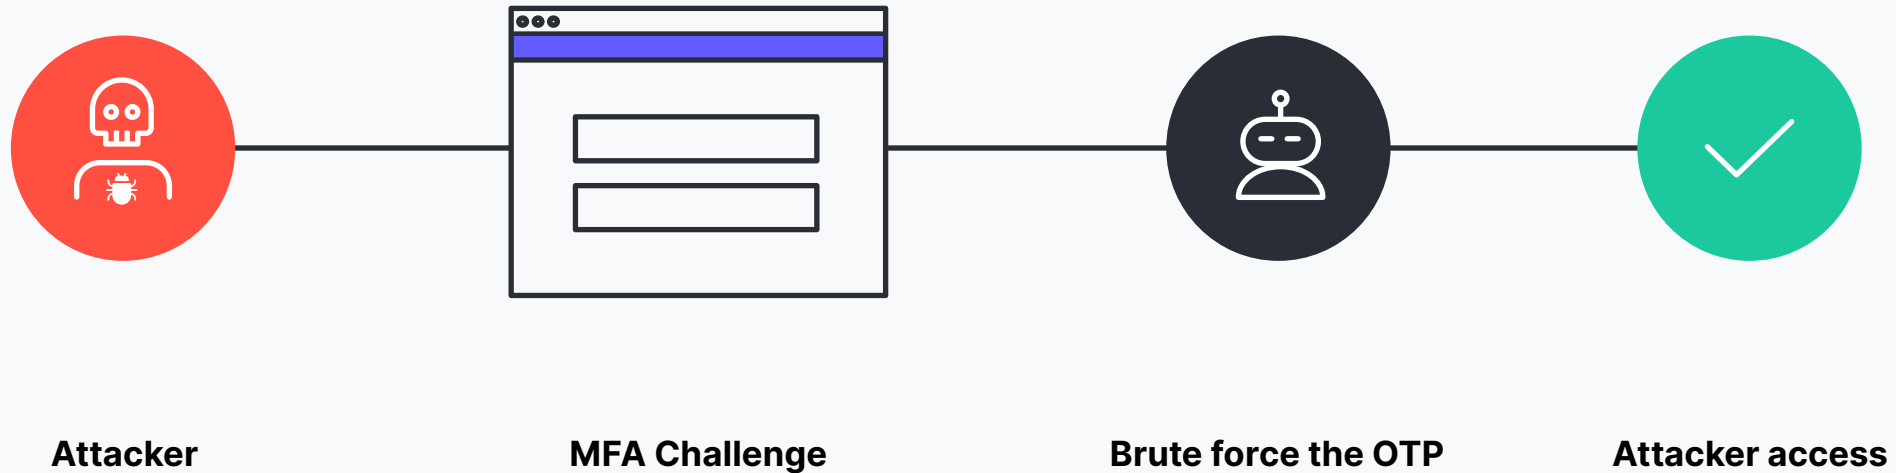 Attacker
MFA Challenge
Brute force the OTP
Attacker access